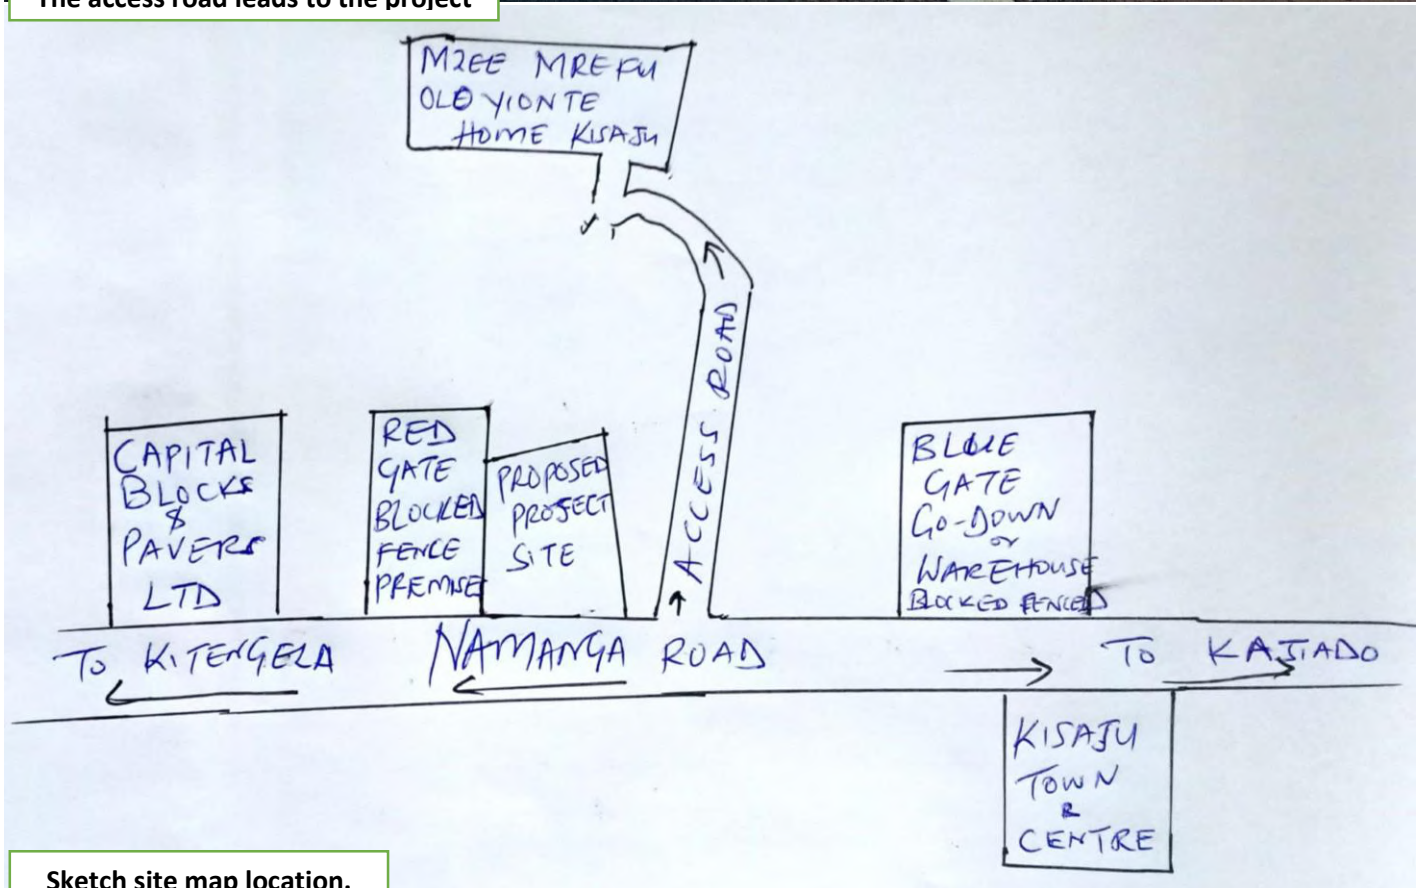 The access road leads to the project
MZEE MREFU
OLOYIONTE
HOME KISAJU
ACCESS ROAD
CAPITAL
BLOCKS
&
PAVERS
LTD
RED
GATE
BLOCKED
FENCE
PREMISE
PROPOSED
PROJECT
SITE
BLUE
GATE
GO-DOWN
or
WAREHOUSE
BLOCKED FENCED
TO KITENGELA
NAMANGA ROAD
TO KAJIADO
KISAJU
TOWN
&
CENTRE
Sketch site map location.